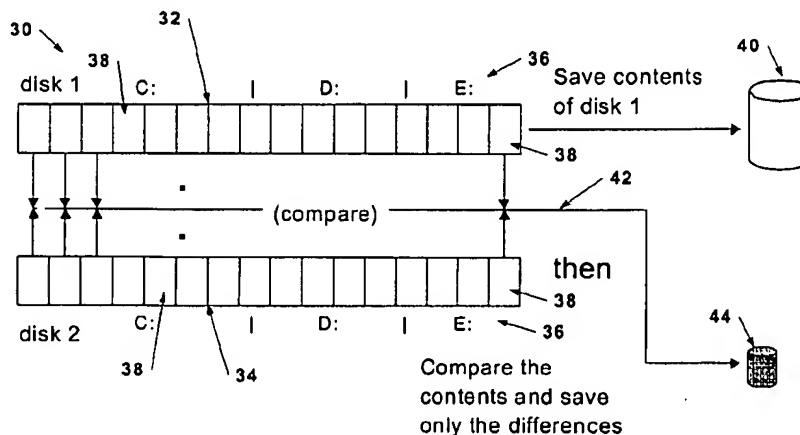 30
32
38
36
40
disk 1
C: | D: | E:
Save contents
of disk 1
38
42
(compare)
then
38
disk 2
C: | D: | E:
36
44
38
34
Compare the
contents and save
only the differences